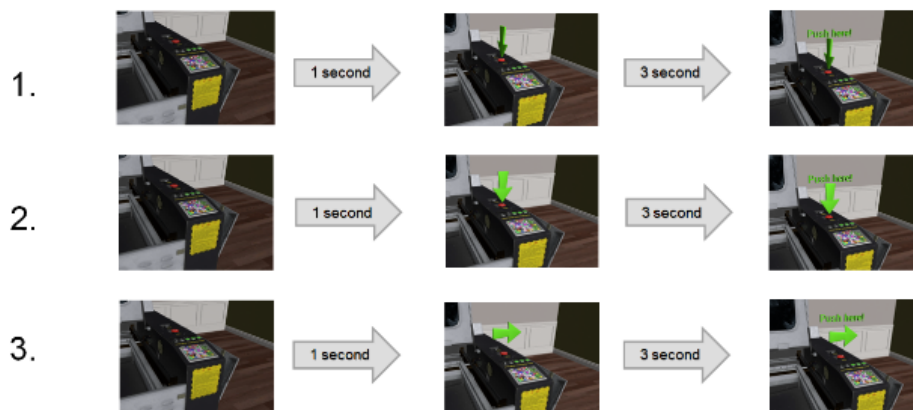 1.
1 second
3 second
Push here!
2.
1 second
3 second
Push here!
3.
1 second
3 second
Push here!